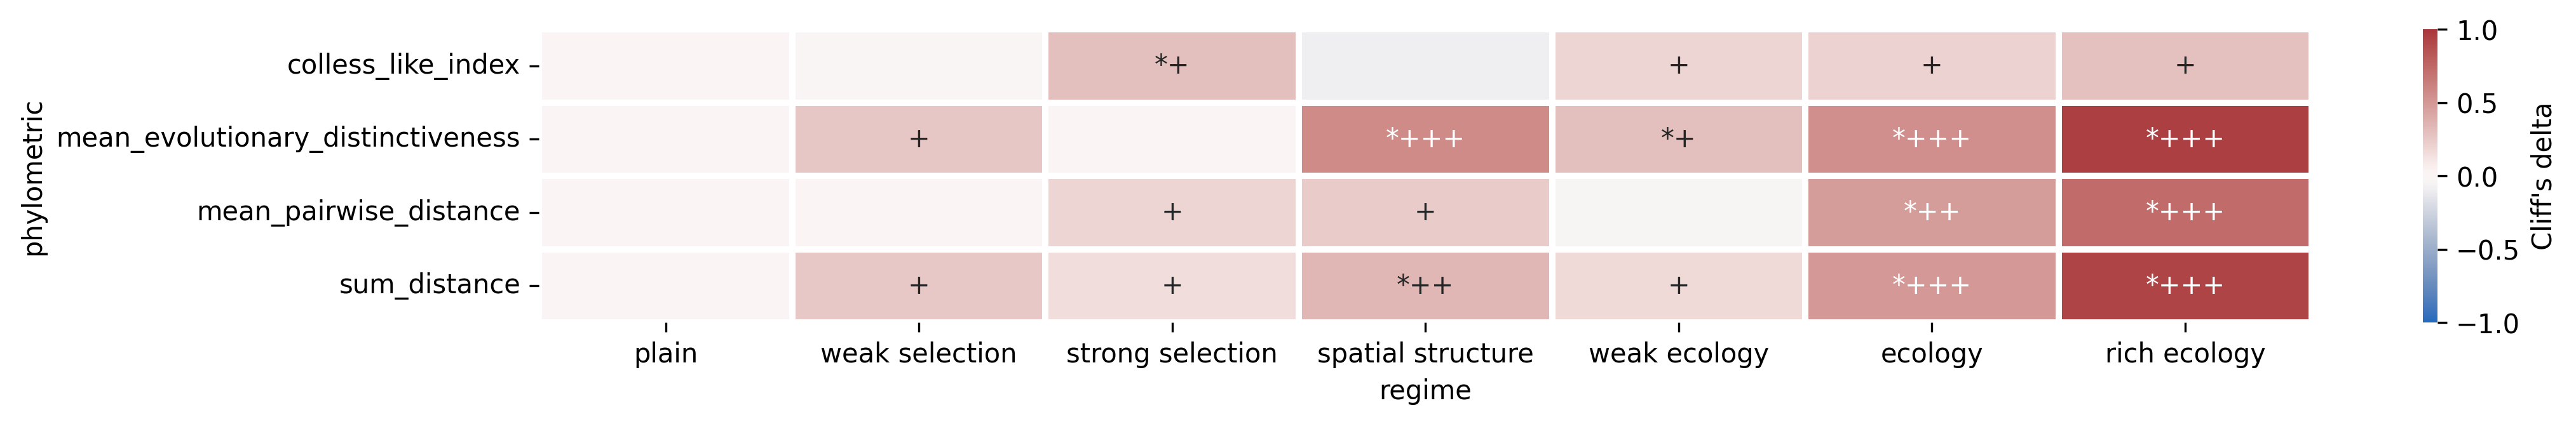 phylometric
colless_like_index
*+
+
+
+
mean_evolutionary_distinctiveness
+
*+++
*+
*+++
*+++
mean_pairwise_distance
+
+
*++
*+++
sum_distance
+
+
*++
+
*+++
*+++
plain
weak selection
strong selection
spatial structure
weak ecology
ecology
rich ecology
regime
1.0
0.5
0.0
−0.5
−1.0
Cliff's delta